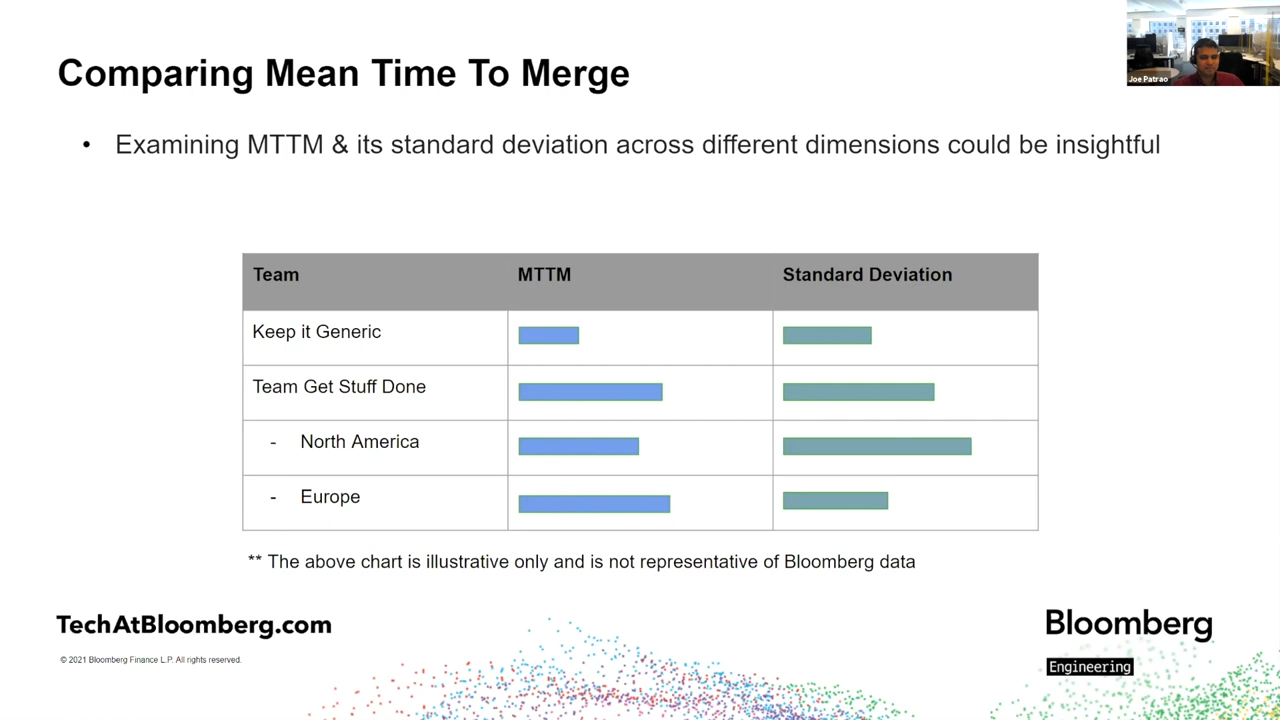 Comparing Mean Time To Merge
Joe Patrao
• Examining MTTM & its standard deviation across different dimensions could be insightful
Team MTTM Standard Deviation
Keep it Generic
Team Get Stuff Done
- North America
- Europe
** The above chart is illustrative only and is not representative of Bloomberg data
TechAtBloomberg.com
© 2021 Bloomberg Finance L.P. All rights reserved.
Bloomberg
Engineering